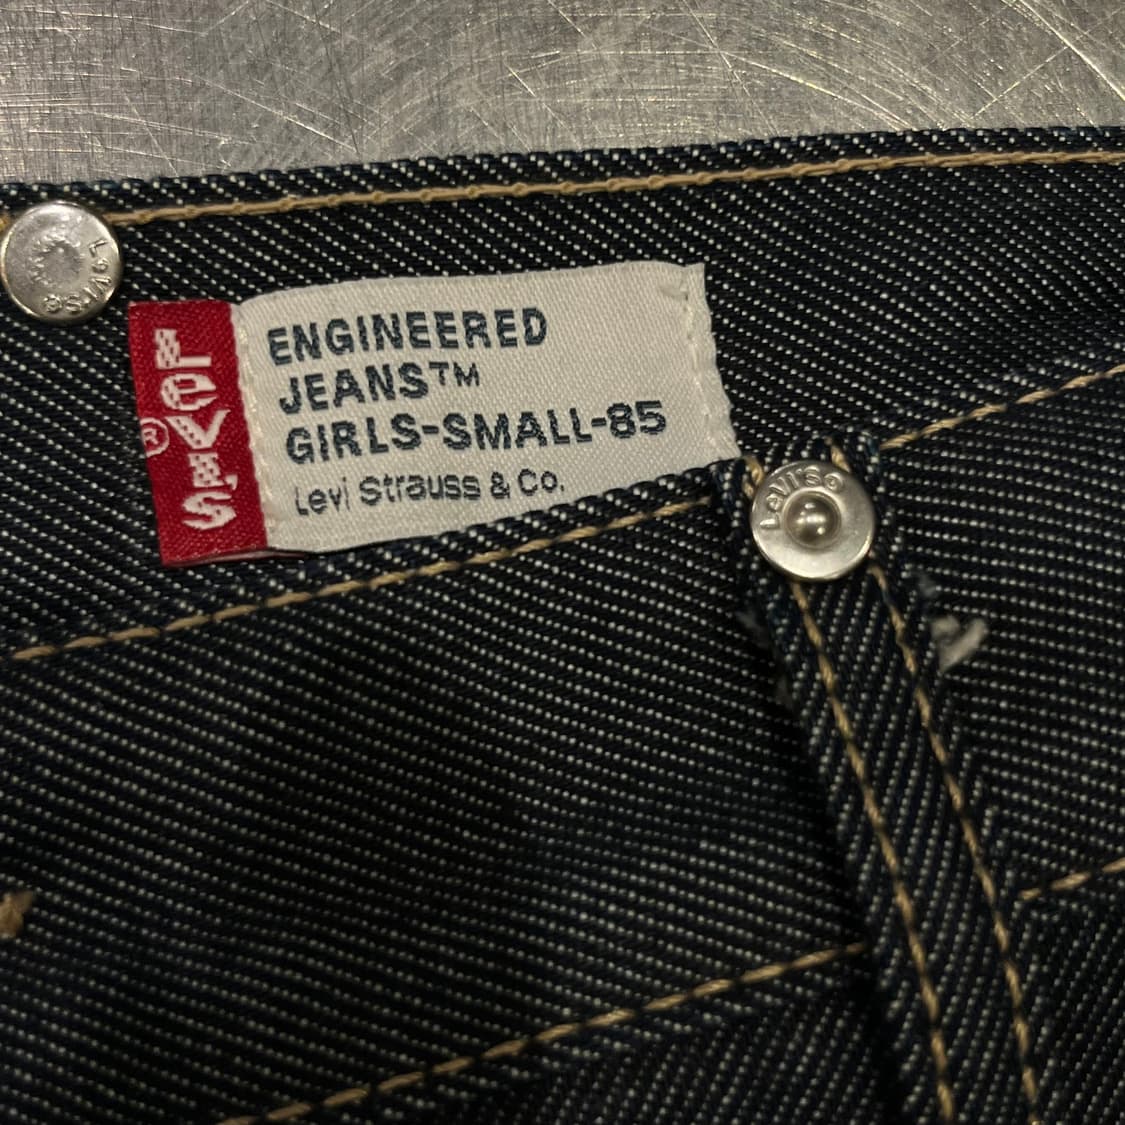 LEVI'S
®
ENGINEERED
JEANS™
GIRLS-SMALL-85
Levi Strauss & Co.
Levi's®
Levi's®